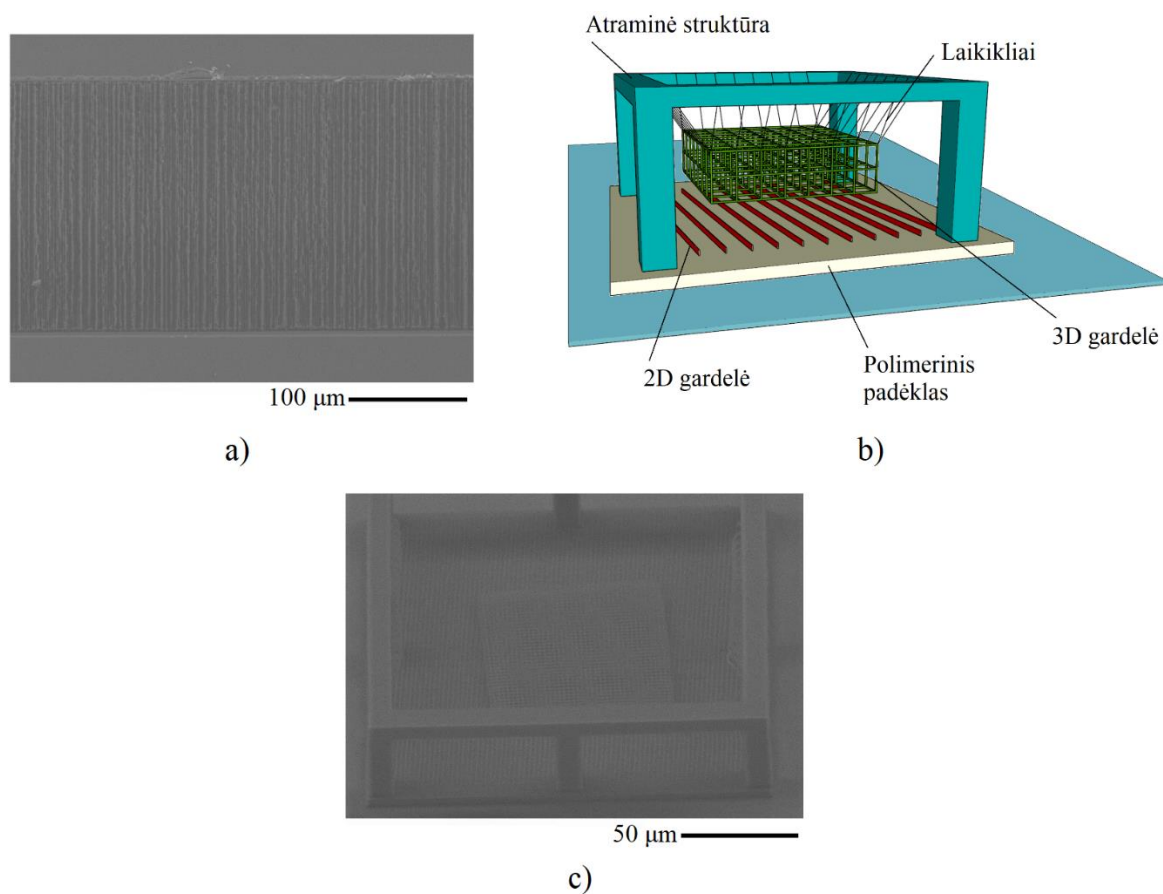 Atraminė struktūra
Laikikliai
100 μm
2D gardelė
Polimerinis
padėklas
3D gardelė
a)
b)
50 μm
c)